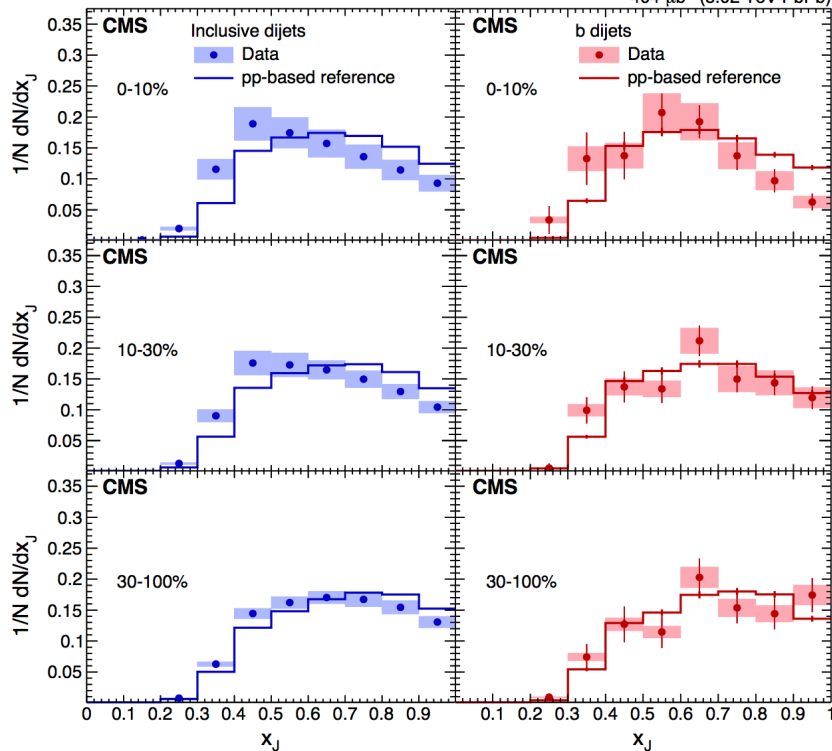 CMS
Inclusive dijets
Data
pp-based reference
0-10%
1/N dN/dxJ
0.35
0.3
0.25
0.2
0.15
0.1
0.05
CMS
b dijets
Data
pp-based reference
0-10%
CMS
10-30%
1/N dN/dxJ
0.35
0.3
0.25
0.2
0.15
0.1
0.05
CMS
10-30%
CMS
30-100%
1/N dN/dxJ
0.35
0.3
0.25
0.2
0.15
0.1
0.05
0 0.1 0.2 0.3 0.4 0.5 0.6 0.7 0.8 0.9
xJ
CMS
30-100%
0.1 0.2 0.3 0.4 0.5 0.6 0.7 0.8 0.9 1
xJ